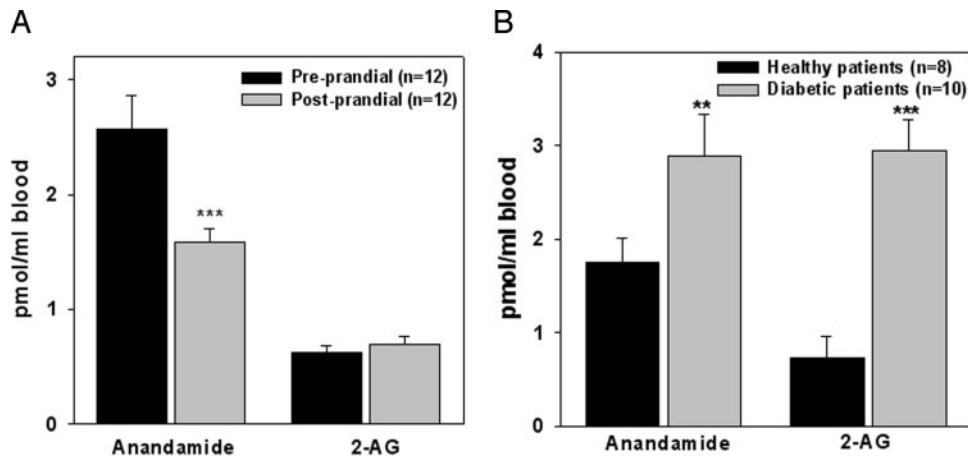 A
pmol/ml blood
3
2
1
0
Pre-prandial (n=12)
Post-prandial (n=12)
***
Anandamide 2-AG
B
pmol/ml blood
4
3
2
1
0
Healthy patients (n=8)
Diabetic patients (n=10)
** ***
Anandamide 2-AG